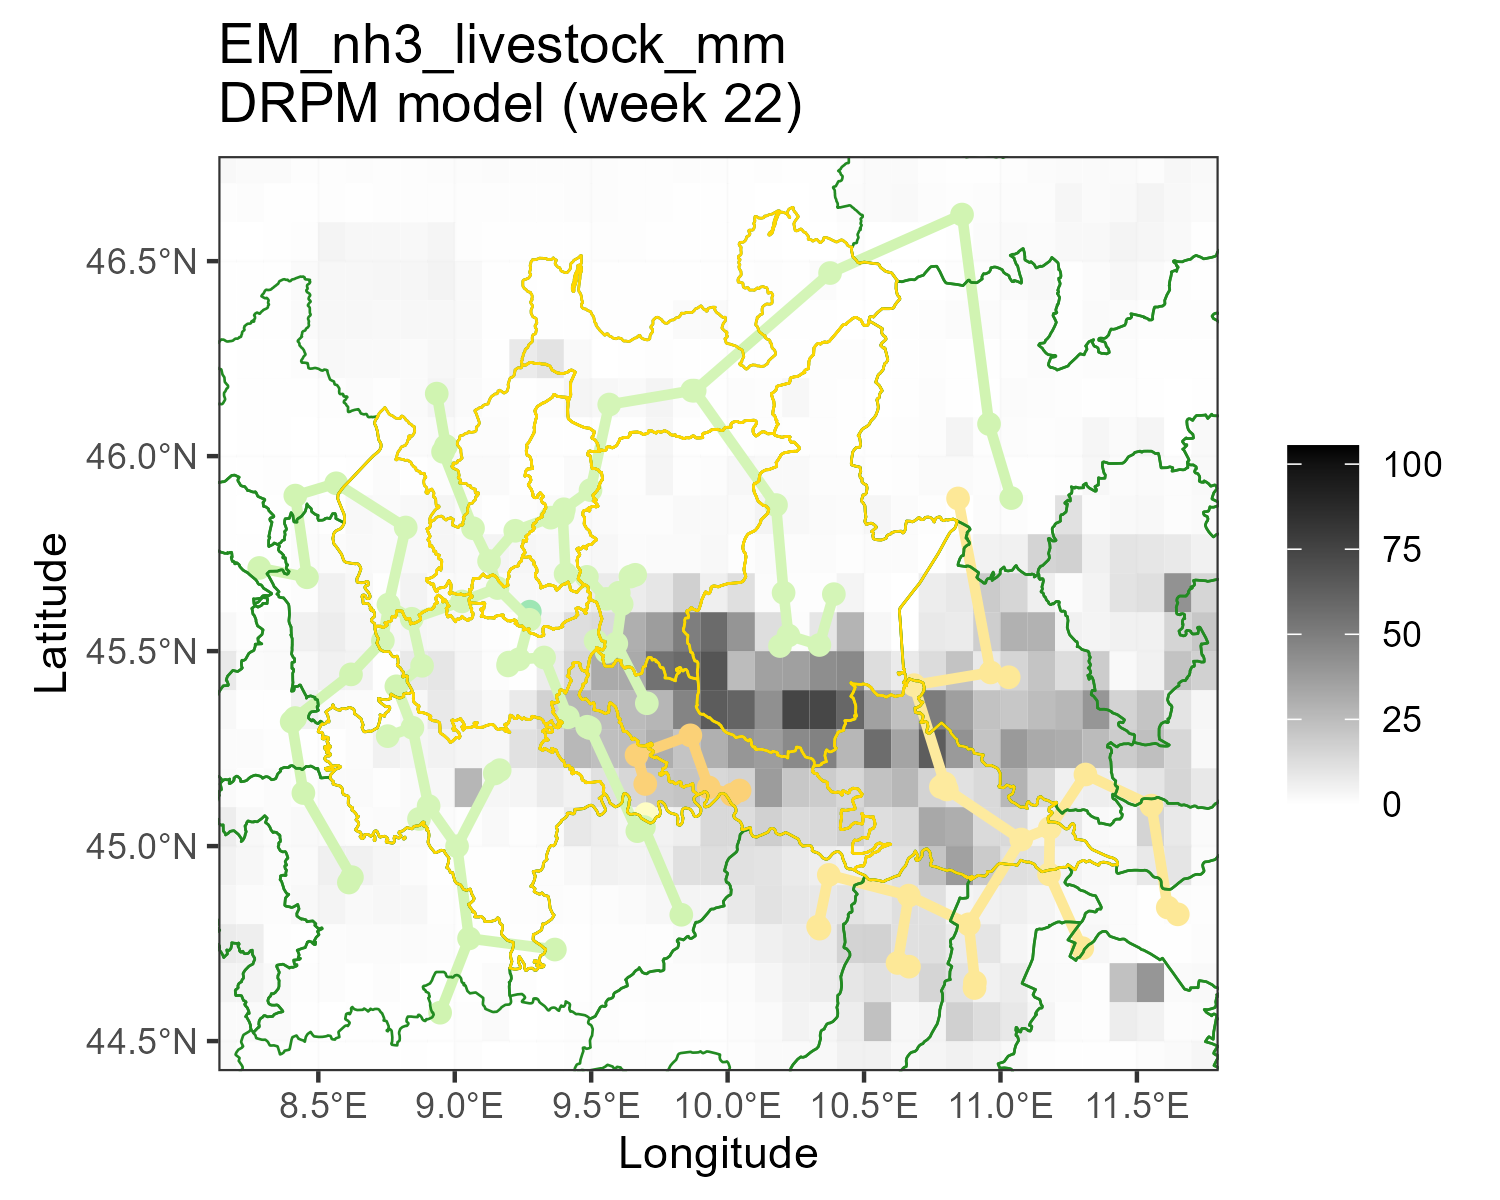 EM_nh3_livestock_mm
DRPM model (week 22)
46.5°N
46.0°N
45.5°N
45.0°N
44.5°N
Latitude
8.5°E 9.0°E 9.5°E 10.0°E 10.5°E 11.0°E 11.5°E
Longitude
100
75
50
25
0